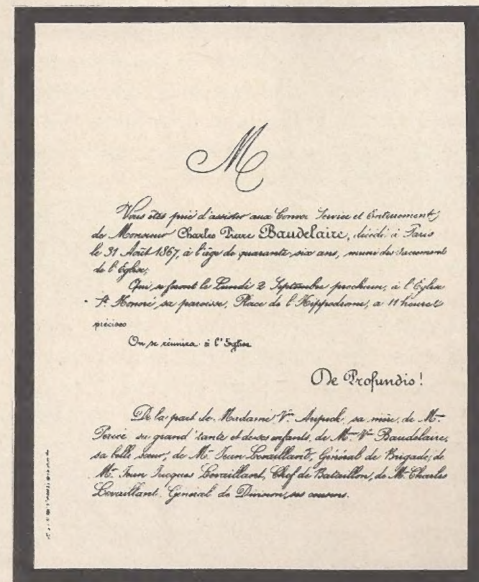 M
Vous êtes prié d'assister aux Convoi, Service et Enterrement
de Monsieur Charles Pierre Baudelaire, décédé à Paris
le 31 Août 1867, à l'âge de quarante-six ans, muni des Sacrements
de l'Eglise;
Qui se feront le Lundi 2 Septembre prochain, à l'Eglise
St Honoré, sa paroisse, Place de l'Hippodrome, à 11 heures
précises.
On se réunira à l'Eglise.
De Profundis!
De la part de Madame Vve Aupick, sa mère, de Mme
sa grand'tante et de ses enfants, de Mme Vve Baudelaire,
sa belle sœur, de Mr Jean Levaillant, Général de Brigade, de
Mr Jean Jacques Levaillant, Chef de Bataillon, de Mr Charles
Levaillant, Général de Division, ses cousins.